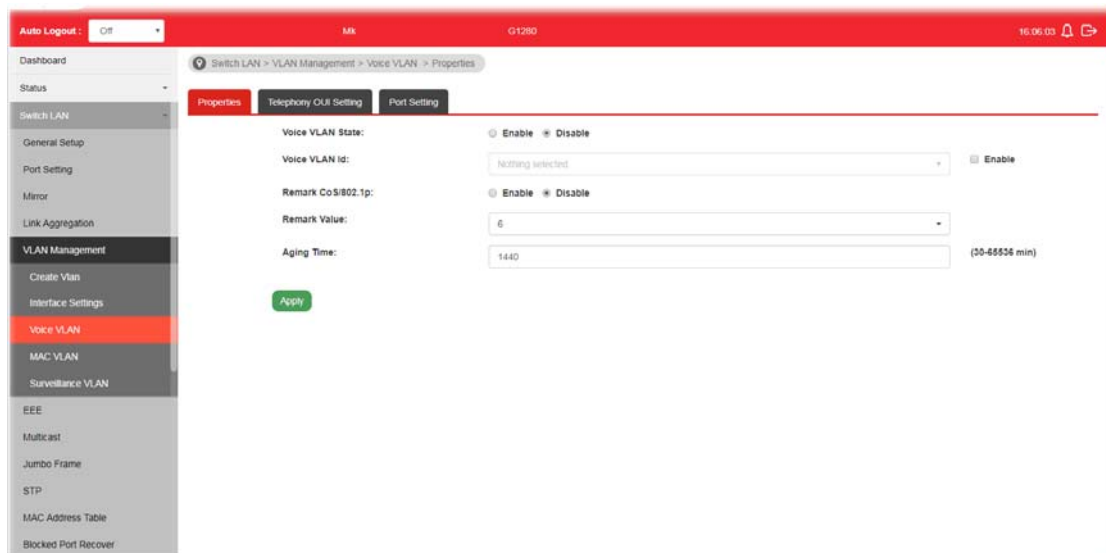 Auto Logout : Off Mk G1280 16:06:03
Dashboard
Status
Switch LAN
General Setup
Port Setting
Mirror
Link Aggregation
VLAN Management
Create Vlan
Interface Settings
Voice VLAN
MAC VLAN
Surveillance VLAN
EEE
Multicast
Jumbo Frame
STP
MAC Address Table
Blocked Port Recover
Switch LAN > VLAN Management > Voice VLAN > Properties
Properties Telephony OUI Setting Port Setting
Voice VLAN State: Enable Disable
Voice VLAN Id: Nothing selected Enable
Remark CoS/802.1p: Enable Disable
Remark Value: 6
Aging Time: 1440 (30-65536 min)
Apply